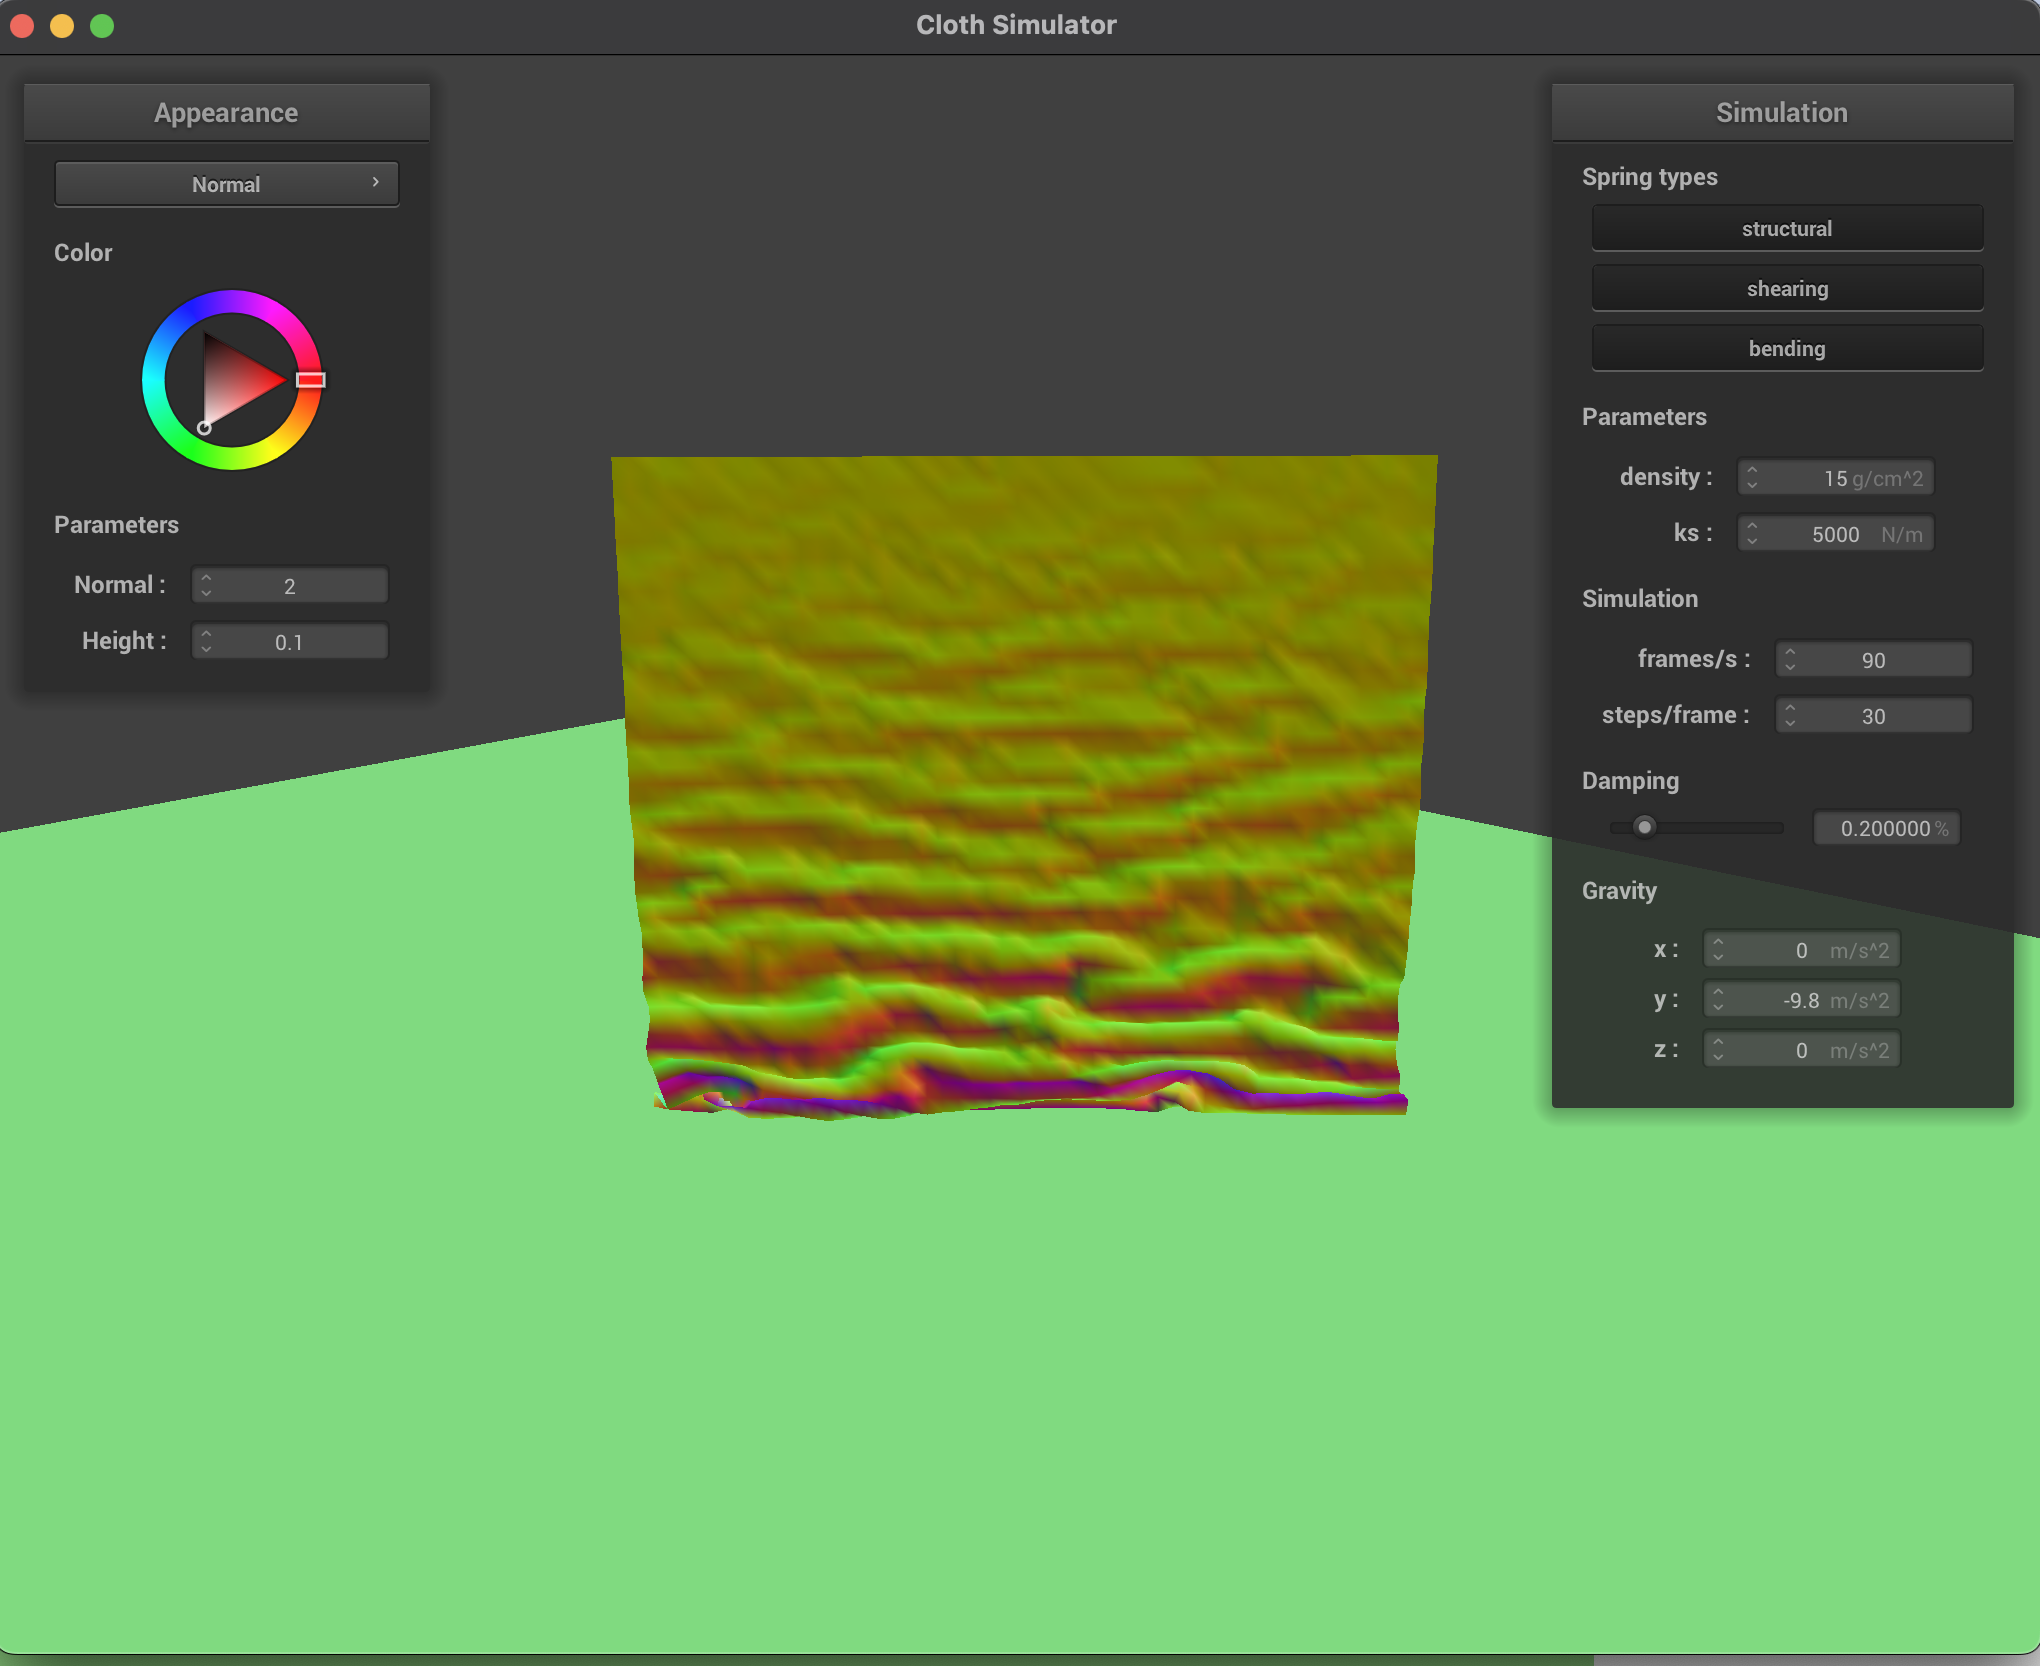 Cloth Simulator
Appearance
Normal
Color
Parameters
Normal : 2
Height : 0.1
Simulation
Spring types
structural
shearing
bending
Parameters
density : 15 g/cm^2
ks : 5000 N/m
Simulation
frames/s : 90
steps/frame : 30
Damping
0.200000 %
Gravity
x : 0 m/s^2
y : -9.8 m/s^2
z : 0 m/s^2